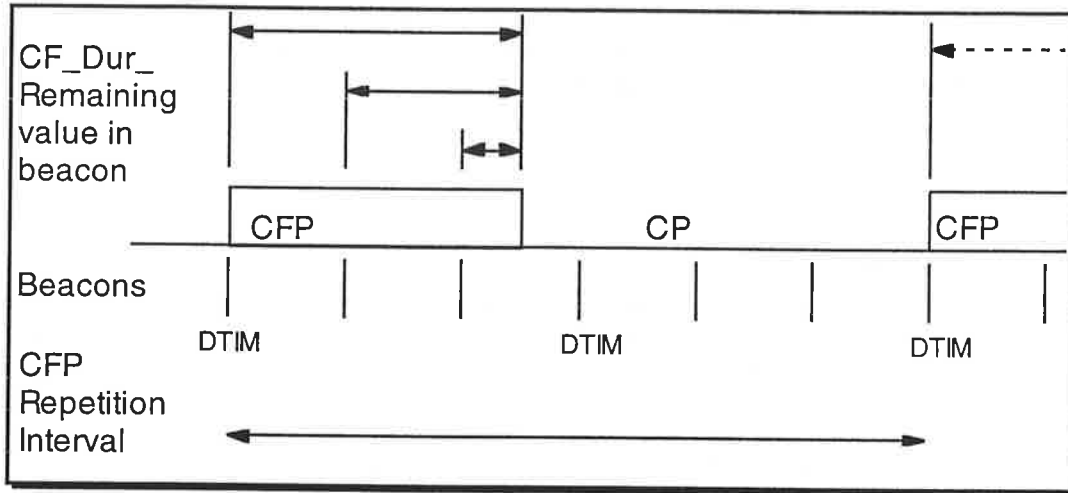 CF_Dur_
Remaining
value in
beacon
CFP
CP
CFP
Beacons
DTIM
DTIM
DTIM
CFP
Repetition
Interval